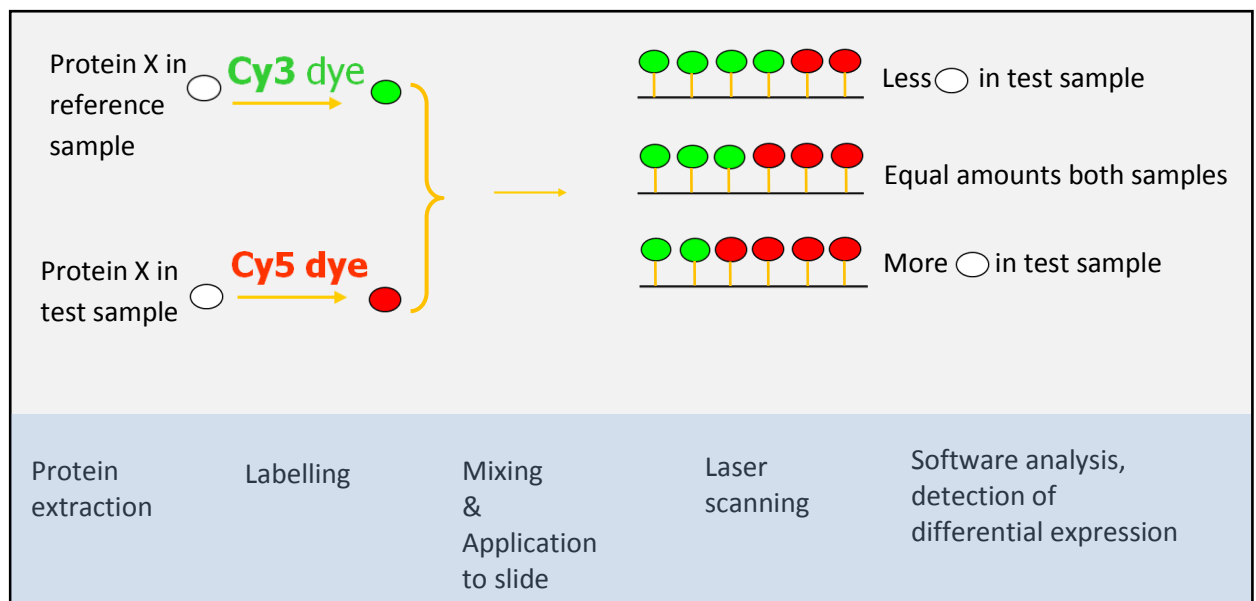 Protein X in
reference
sample
Cy3 dye
Less in test sample
Equal amounts both samples
Protein X in
test sample
Cy5 dye
More in test sample
Protein
extraction
Labelling
Mixing
&
Application
to slide
Laser
scanning
Software analysis,
detection of
differential expression